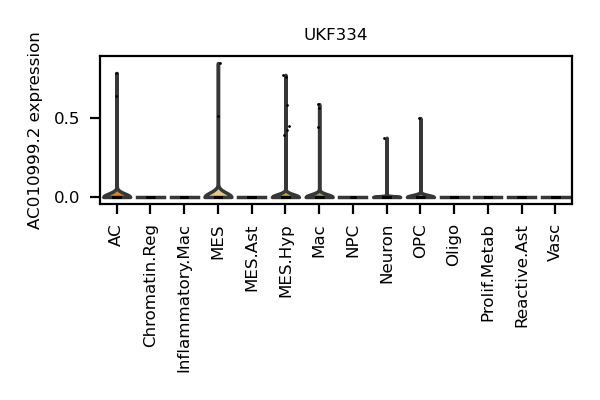 UKF334
AC010999.2 expression
0.5
0.0
AC
Chromatin.Reg
Inflammatory.Mac
MES
MES.Ast
MES.Hyp
Mac
NPC
Neuron
OPC
Oligo
Prolif.Metab
Reactive.Ast
Vasc